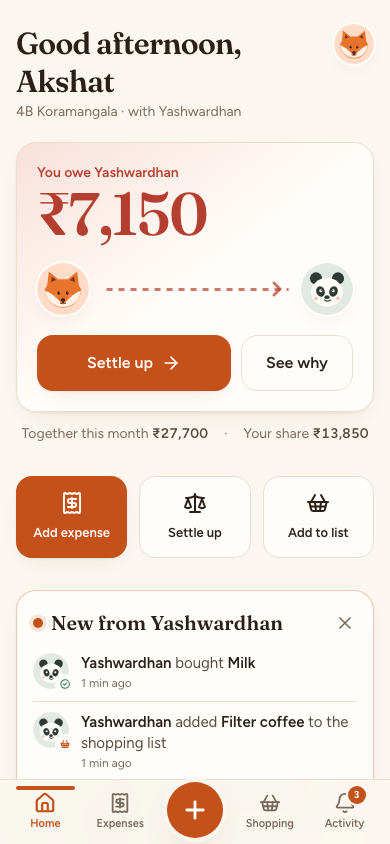 Good afternoon,
Akshat
4B Koramangala · with Yashwardhan
You owe Yashwardhan
₹7,150
Settle up →
See why
Together this month ₹27,700 · Your share ₹13,850
Add expense
Settle up
Add to list
New from Yashwardhan
Yashwardhan bought Milk
1 min ago
Yashwardhan added Filter coffee to the
shopping list
1 min ago
3
Home
Expenses
Shopping
Activity